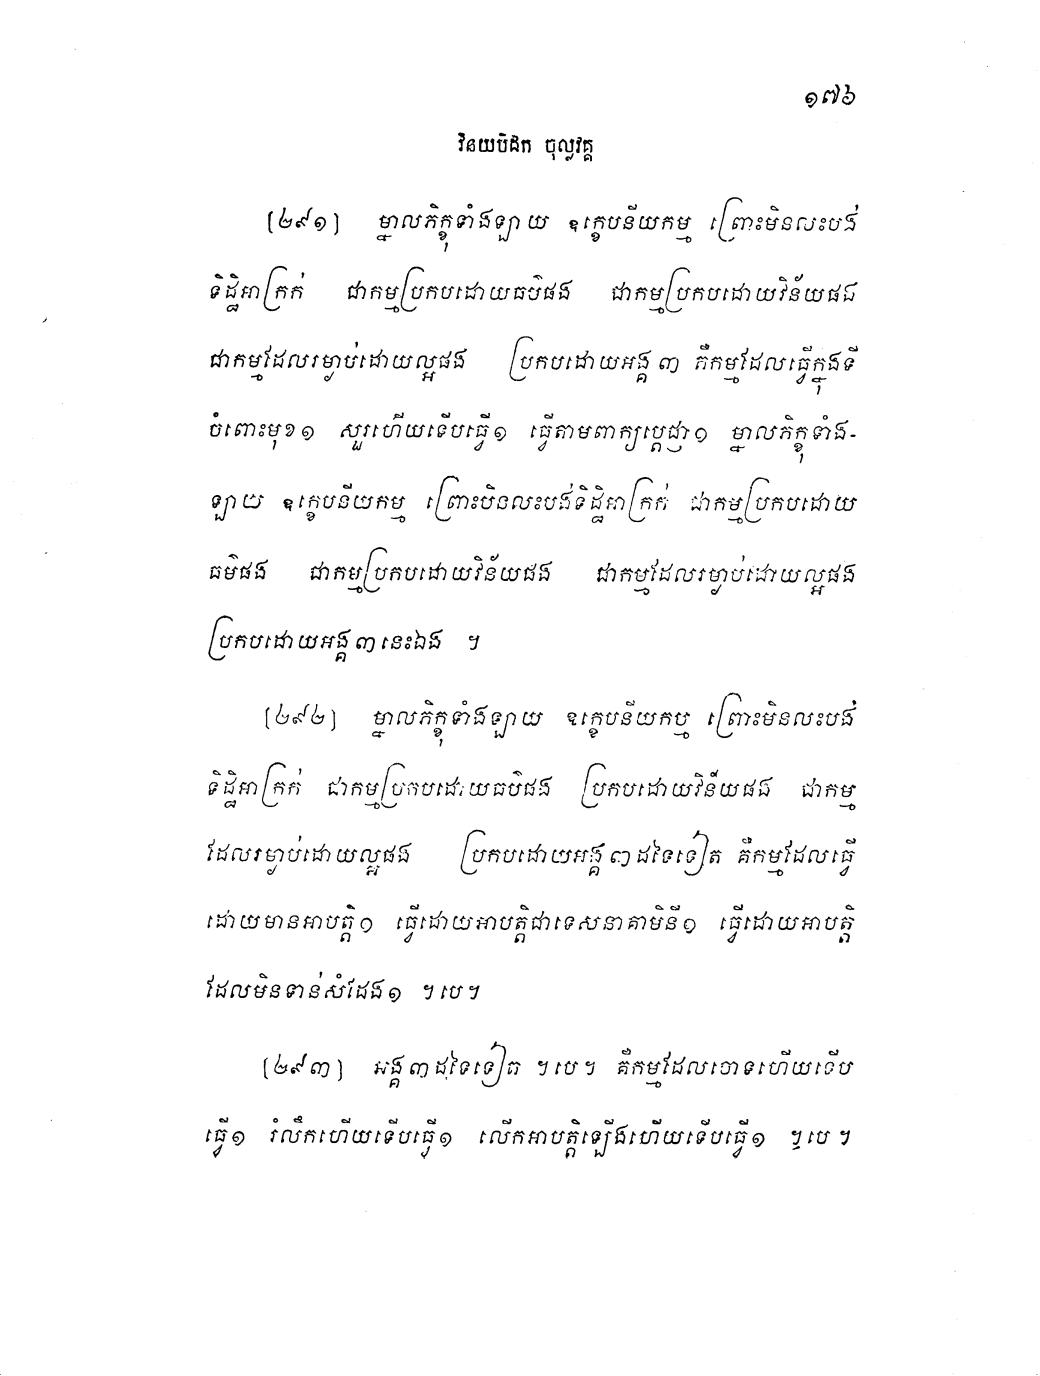 ១៧៦
វិនយបិដក ចុល្លវគ្គ
[២៩១] ម្នាលភិក្ខុទាំងឡាយ ឧក្ខេបនីយកម្ម ព្រោះមិនលះបង់
ទិដ្ឋិអាក្រក់ ជាកម្មប្រកបដោយធម៌ផង ជាកម្មប្រកបដោយវិន័យផង
ជាកម្មដែលរម្ងាប់ដោយល្អផង ប្រកបដោយអង្គ ៣ គឺកម្មដែលធ្វើក្នុងទី
ចំពោះមុខ១ សួរហើយទើបធ្វើ១ ធ្វើតាមពាក្យប្តេជ្ញា១ ម្នាលភិក្ខុទាំង-
ឡាយ ឧក្ខេបនីយកម្ម ព្រោះមិនលះបង់ទិដ្ឋិអាក្រក់ ជាកម្មប្រកបដោយ
ធម៌ផង ជាកម្មប្រកបដោយវិន័យផង ជាកម្មដែលរម្ងាប់ដោយល្អផង
ប្រកបដោយអង្គ ៣ នេះឯង ។
[២៩២] ម្នាលភិក្ខុទាំងឡាយ ឧក្ខេបនីយកម្ម ព្រោះមិនលះបង់
ទិដ្ឋិអាក្រក់ ជាកម្មប្រកបដោយធម៌ផង ប្រកបដោយវិន័យផង ជាកម្ម
ដែលរម្ងាប់ដោយល្អផង ប្រកបដោយអង្គ ៣ ដទៃទៀត គឺកម្មដែលធ្វើ
ដោយមានអាបត្តិ១ ធ្វើដោយអាបត្តិជាទេសនាគាមិនី១ ធ្វើដោយអាបត្តិ
ដែលមិនទាន់សំដែង១ ។ បេ ។
[២៩៣] អង្គ ៣ ដទៃទៀត ។ បេ ។ គឺកម្មដែលចោទហើយទើប
ធ្វើ១ រំលឹកហើយទើបធ្វើ១ លើកអាបត្តិឡើងហើយទើបធ្វើ១ ។ បេ ។